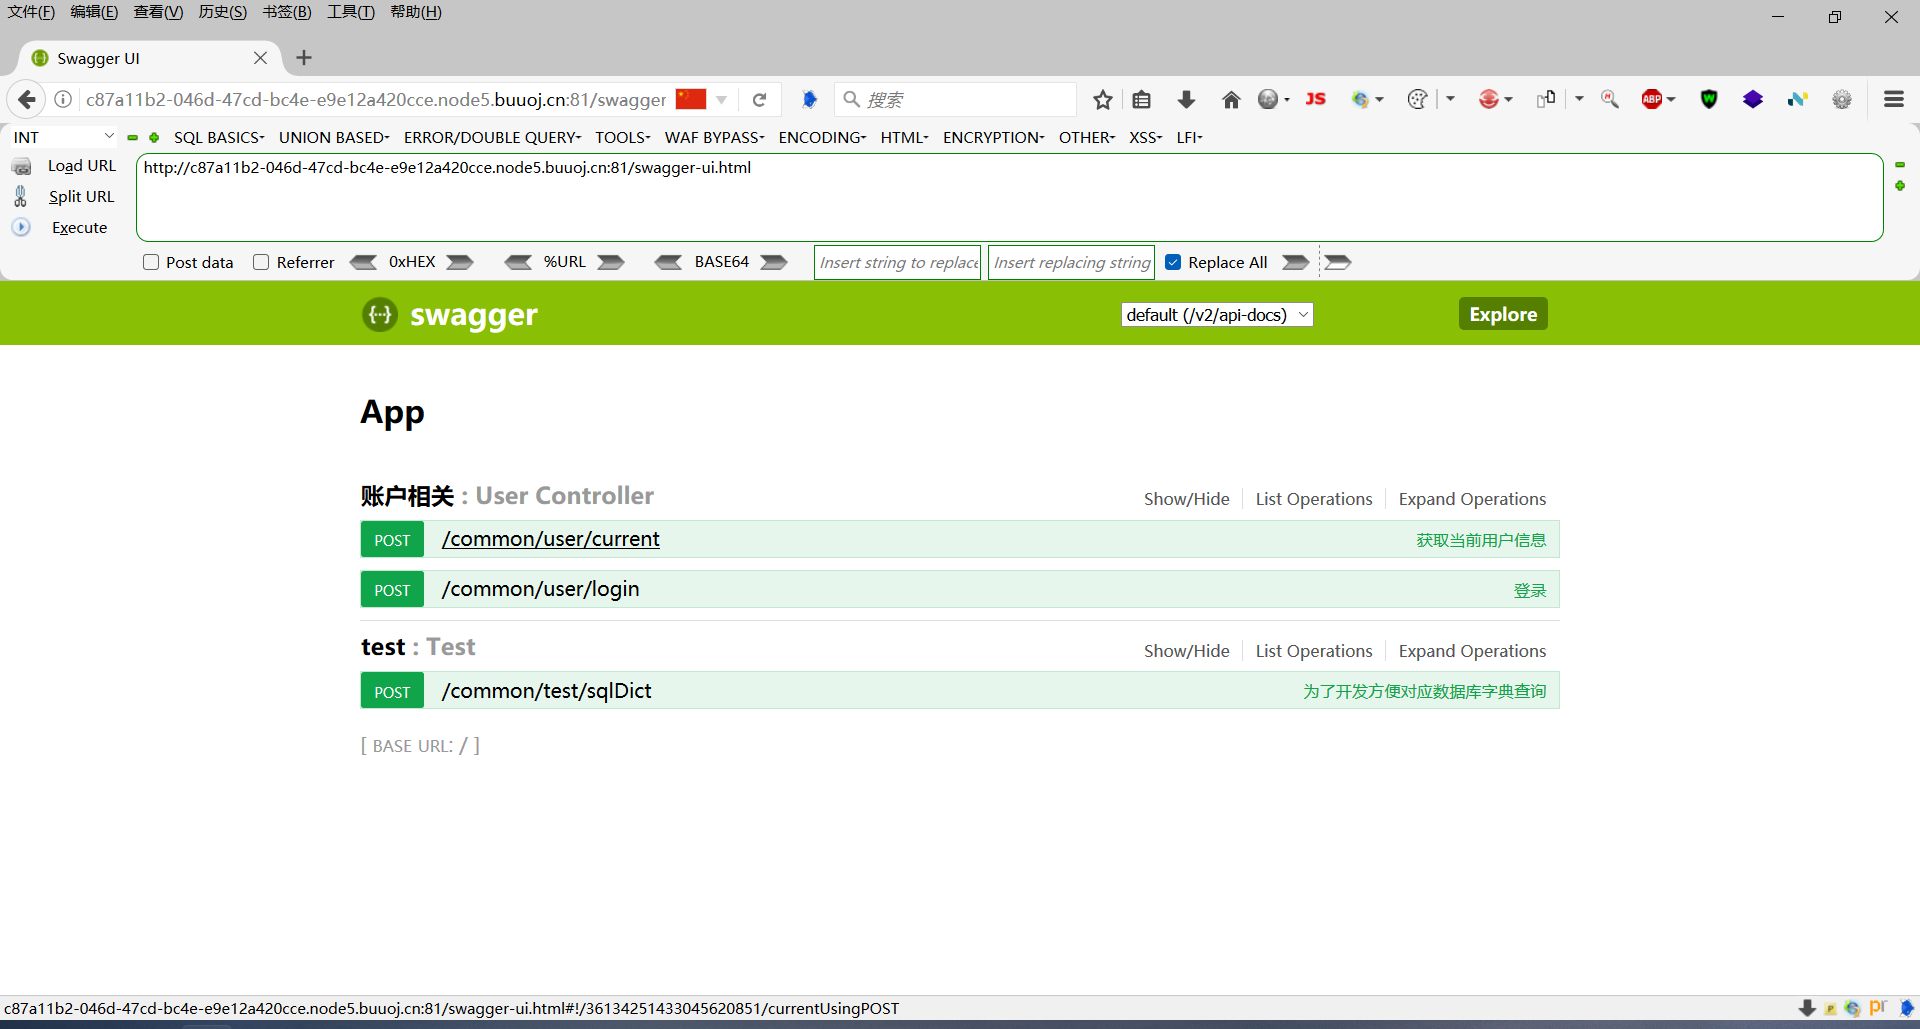 文件(F) 编辑(E) 查看(V) 历史(S) 书签(B) 工具(T) 帮助(H)
Swagger UI
c87a11b2-046d-47cd-bc4e-e9e12a420cce.node5.buuoj.cn:81/swagger
搜索
JS
ABP
INT
SQL BASICS UNION BASED ERROR/DOUBLE QUERY TOOLS WAF BYPASS ENCODING HTML ENCRYPTION OTHER XSS LFI
Load URL
http://c87a11b2-046d-47cd-bc4e-e9e12a420cce.node5.buuoj.cn:81/swagger-ui.html
Split URL
Execute
Post data Referrer 0xHEX %URL BASE64 Insert string to replace Insert replacing string Replace All
{···} swagger default (/v2/api-docs) Explore
App
账户相关 : User Controller Show/Hide List Operations Expand Operations
POST /common/user/current 获取当前用户信息
POST /common/user/login 登录
test : Test Show/Hide List Operations Expand Operations
POST /common/test/sqlDict 为了开发方便对应数据库字典查询
[ BASE URL: / ]
c87a11b2-046d-47cd-bc4e-e9e12a420cce.node5.buuoj.cn:81/swagger-ui.html#!/36134251433045620851/currentUsingPOST
pr